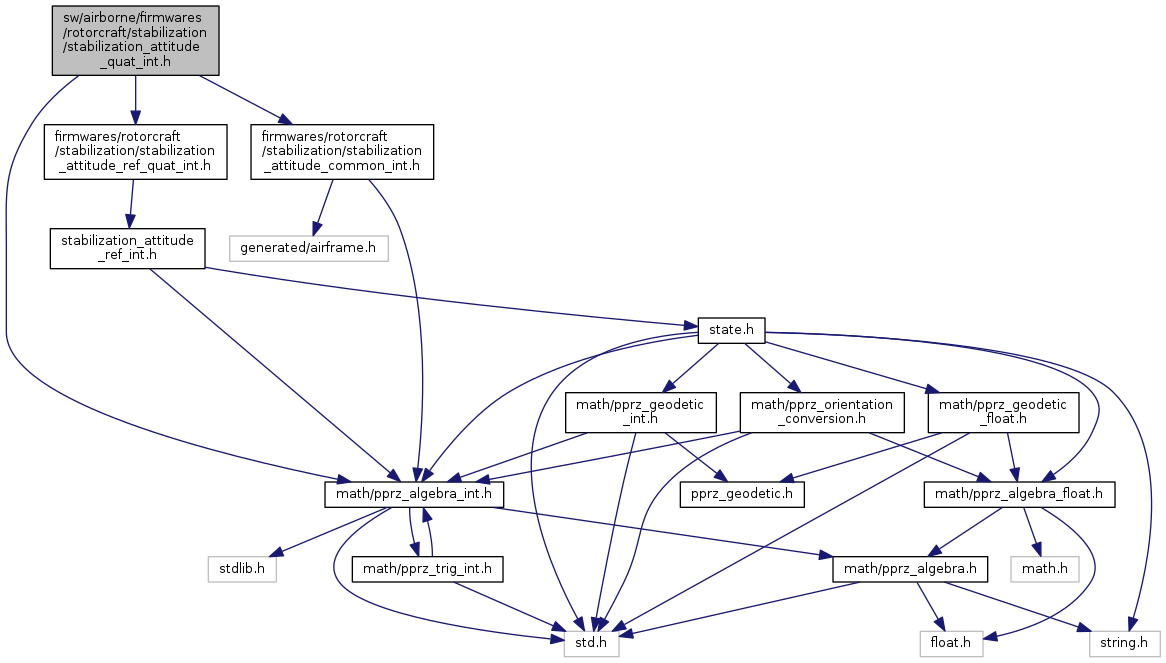 sw/airborne/firmwares
/rotorcraft/stabilization
/stabilization_attitude
_quat_int.h
firmwares/rotorcraft
/stabilization/stabilization
_attitude_ref_quat_int.h
firmwares/rotorcraft
/stabilization/stabilization
_attitude_common_int.h
stabilization_attitude
_ref_int.h
generated/airframe.h
state.h
math/pprz_geodetic
_int.h
math/pprz_orientation
_conversion.h
math/pprz_geodetic
_float.h
math/pprz_algebra_int.h
pprz_geodetic.h
math/pprz_algebra_float.h
stdlib.h
math/pprz_trig_int.h
math/pprz_algebra.h
math.h
std.h
float.h
string.h